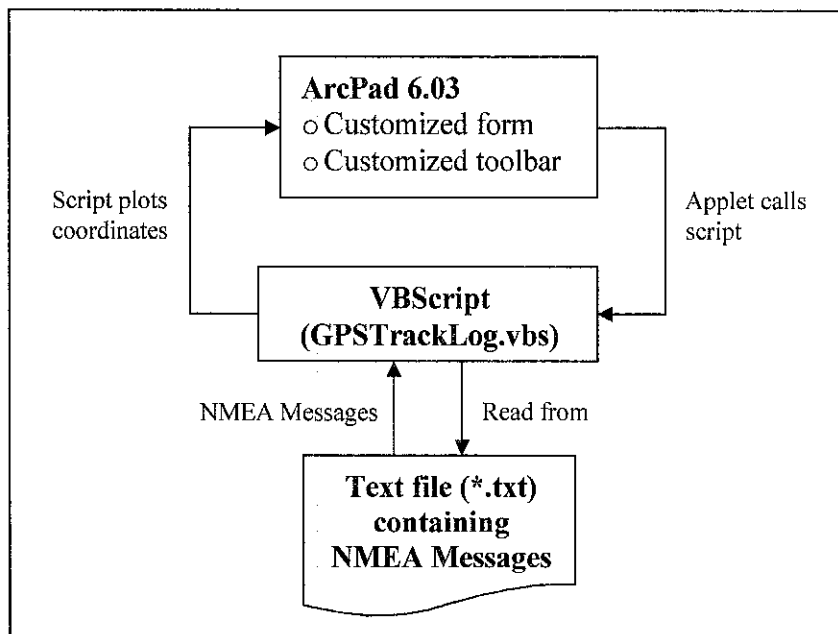 ArcPad 6.03
○ Customized form
○ Customized toolbar
Script plots
coordinates
Applet calls
script
VBScript
(GPSTrackLog.vbs)
NMEA Messages
Read from
Text file (*.txt)
containing
NMEA Messages